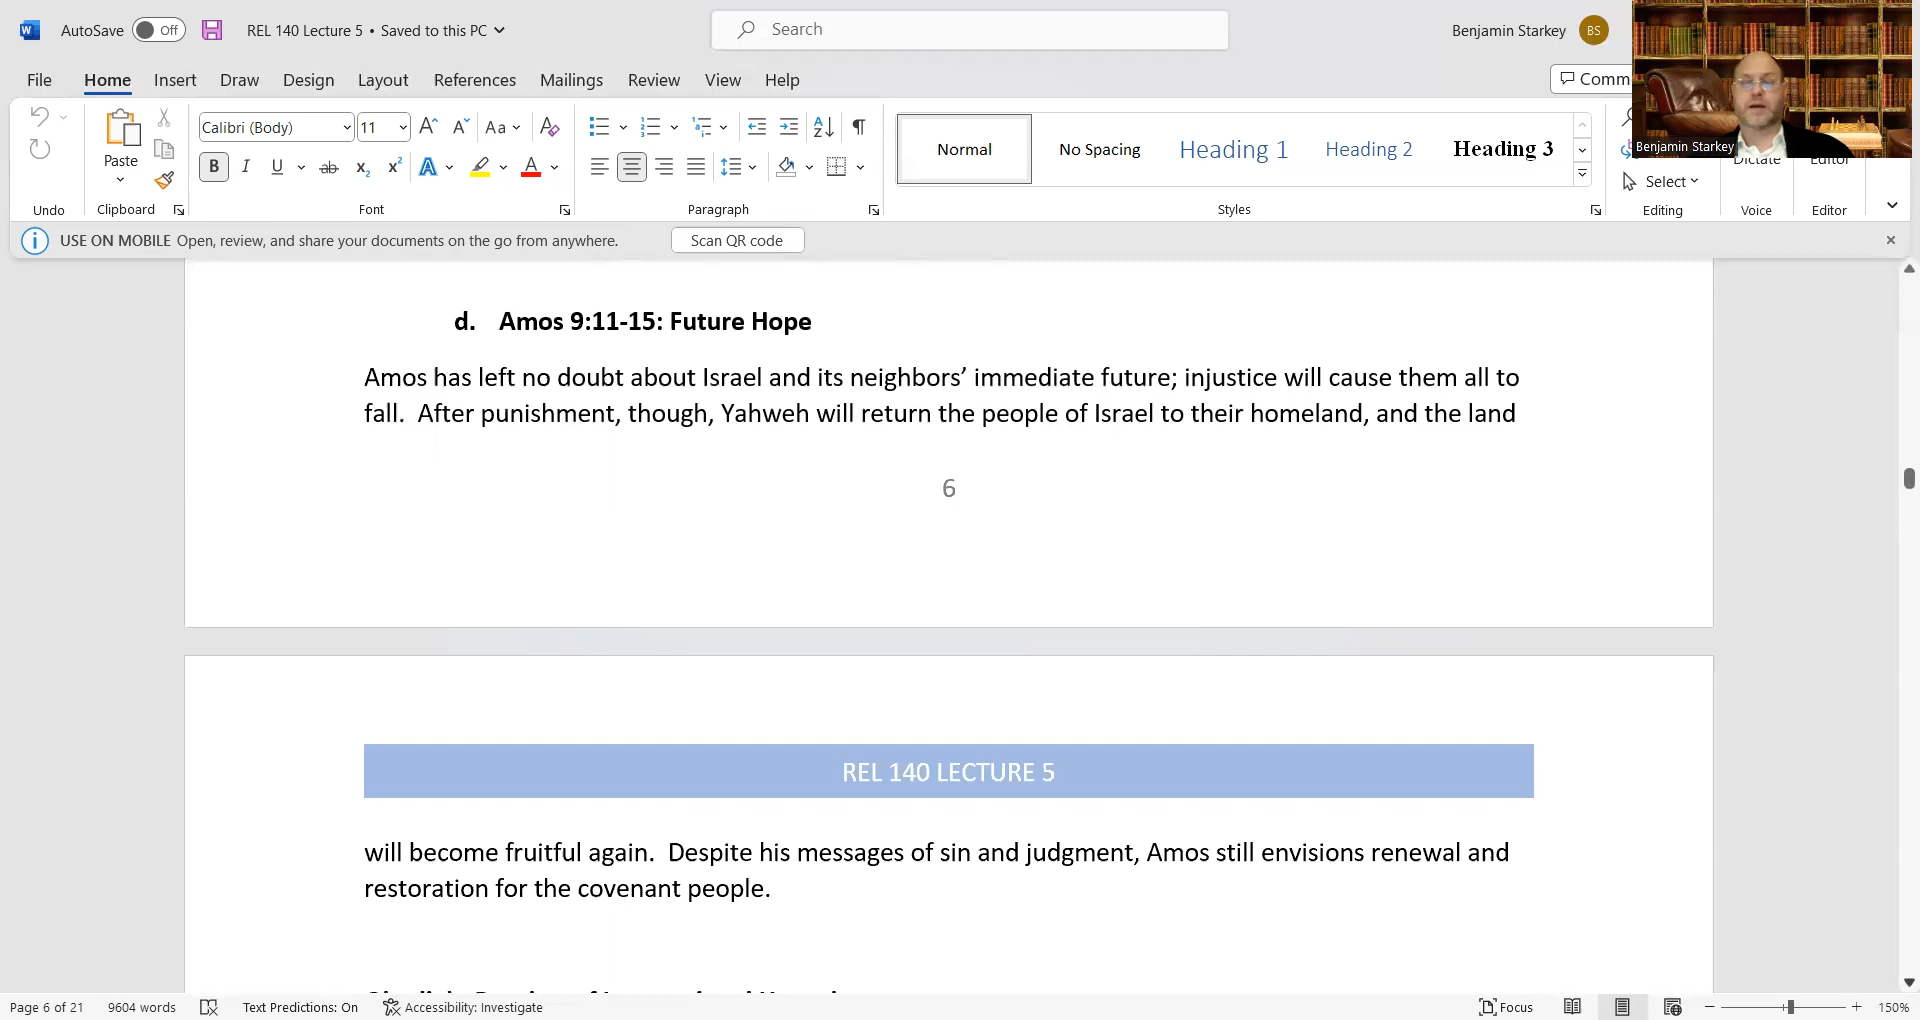 AutoSave Off REL 140 Lecture 5 • Saved to this PC Search Benjamin Starkey BS
File Home Insert Draw Design Layout References Mailings Review View Help Comm
Calibri (Body) 11 Aa
Paste B I U ab x2 x2 A A
Normal No Spacing Heading 1 Heading 2 Heading 3
Select
Benjamin Starkey
Dictate Editor
Undo Clipboard Font Paragraph Styles Editing Voice Editor
USE ON MOBILE Open, review, and share your documents on the go from anywhere. Scan QR code
d. Amos 9:11-15: Future Hope
Amos has left no doubt about Israel and its neighbors’ immediate future; injustice will cause them all to
fall. After punishment, though, Yahweh will return the people of Israel to their homeland, and the land
6
REL 140 LECTURE 5
will become fruitful again. Despite his messages of sin and judgment, Amos still envisions renewal and
restoration for the covenant people.
Page 6 of 21 9604 words Text Predictions: On Accessibility: Investigate Focus 150%